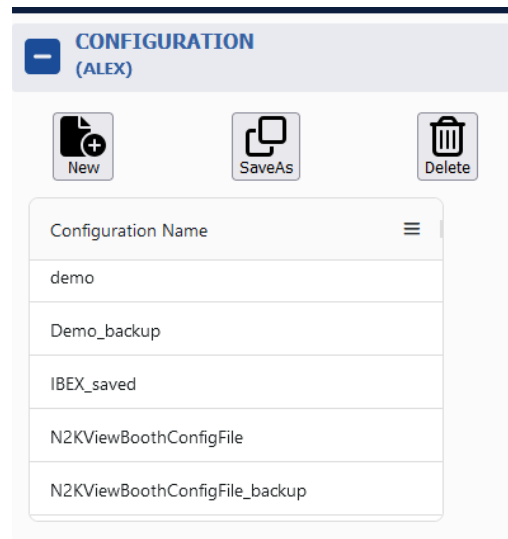 CONFIGURATION
(ALEX)
New
SaveAs
Delete
Configuration Name
demo
Demo_backup
IBEX_saved
N2KViewBoothConfigFile
N2KViewBoothConfigFile_backup